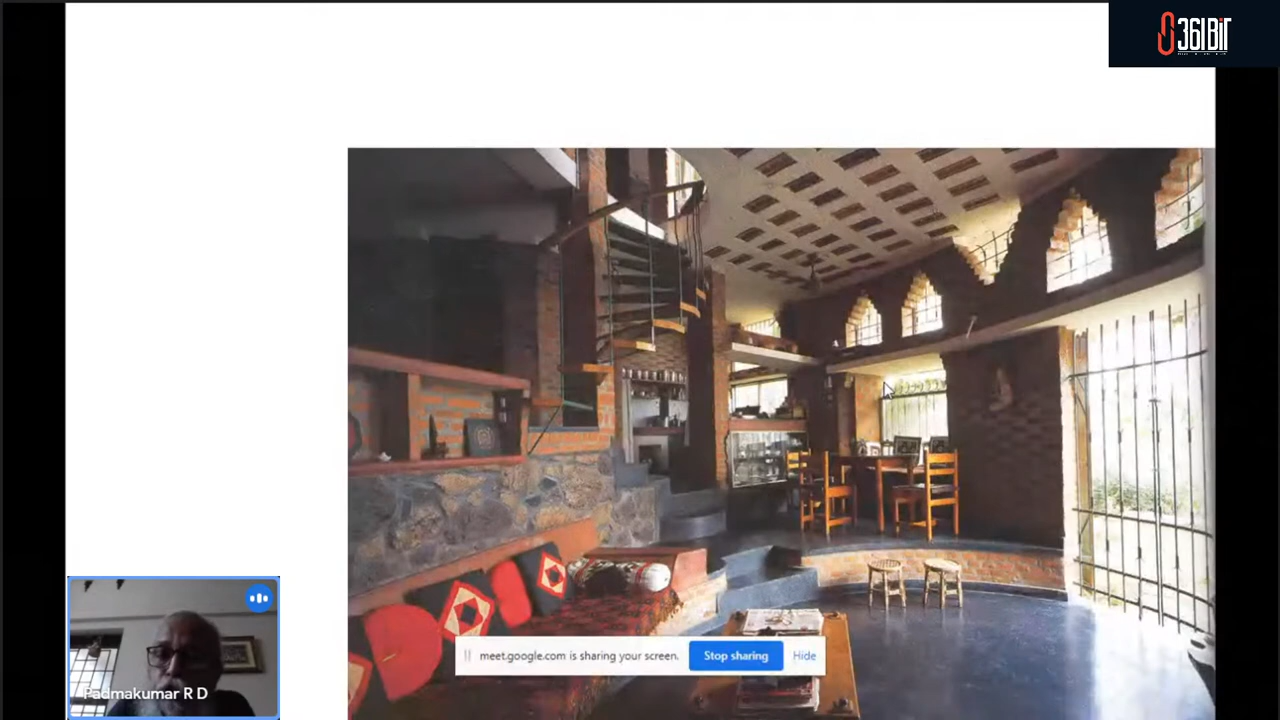 361BIT
meet.google.com is sharing your screen.
Stop sharing
Hide
Padmakumar R D